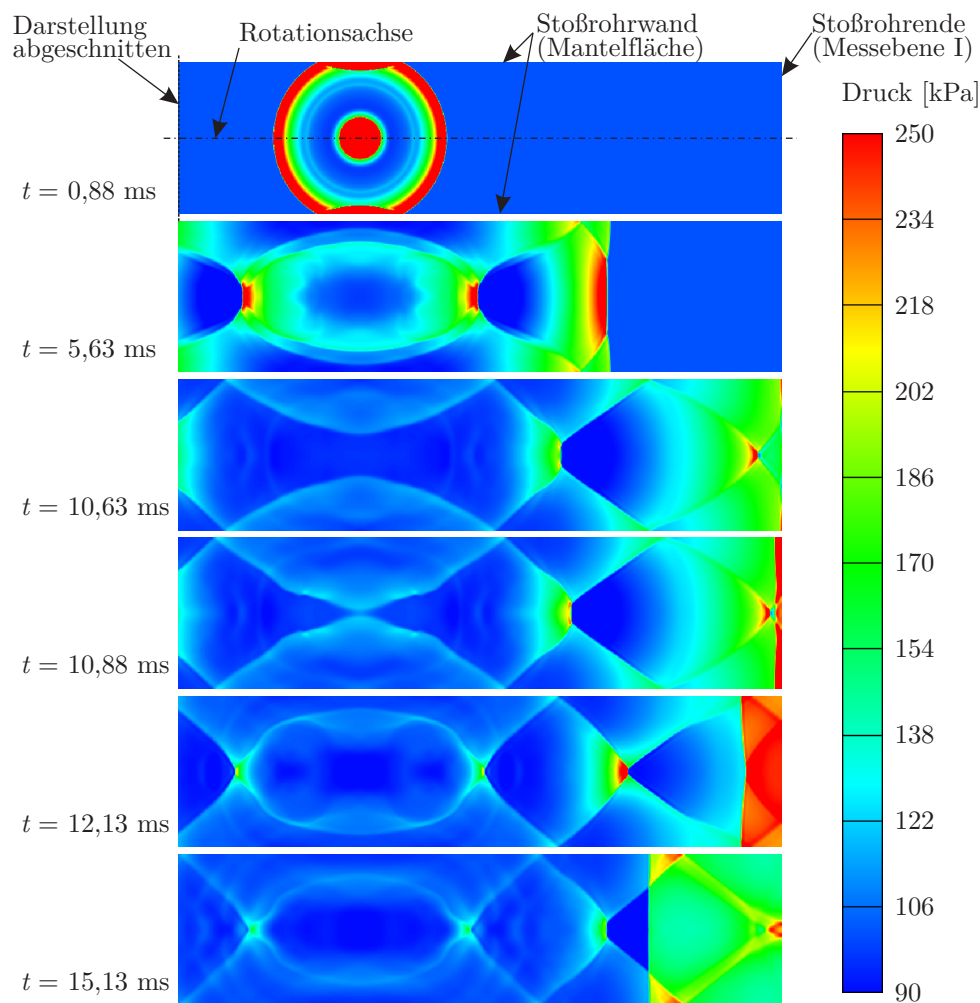 Darstellung
abgeschnitten
Rotationsachse
Stoßrohrwand
(Mantelfläche)
Stoßrohrende
(Messebene I)
Druck [kPa]
t = 0,88 ms
t = 5,63 ms
t = 10,63 ms
t = 10,88 ms
t = 12,13 ms
t = 15,13 ms
250
234
218
202
186
170
154
138
122
106
90